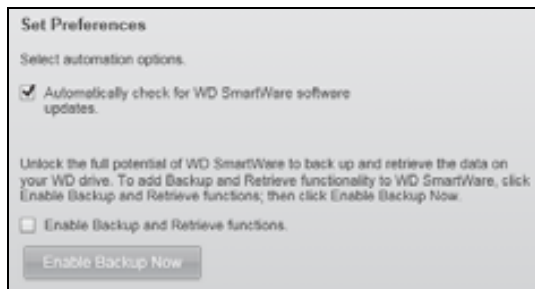 Set Preferences
Select automation options.
Automatically check for WD SmartWare software
updates.
Unlock the full potential of WD SmartWare to back up and retrieve the data on
your WD drive. To add Backup and Retrieve functionality to WD SmartWare, click
Enable Backup and Retrieve functions; then click Enable Backup Now.
Enable Backup and Retrieve functions.
Enable Backup Now